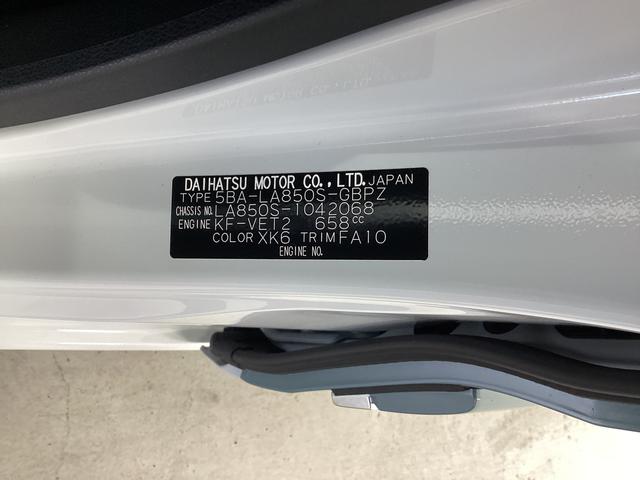 DAIHATSU MOTOR CO., LTD. JAPAN
TYPE 5BA-LA850S-GBPZ
CHASSIS NO. LA850S-1042068
ENGINE KF-VET2 658cc
COLOR XK6 TRIM FA10
ENGINE NO.